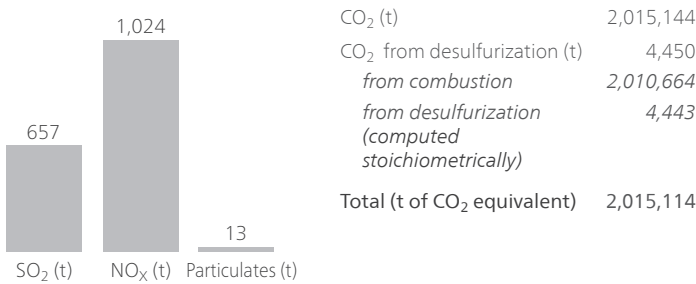 1,024
657
13
SO₂ (t) NOₓ (t) Particulates (t)
CO₂ (t) 2,015,144
CO₂ from desulfurization (t) 4,450
from combustion 2,010,664
from desulfurization 4,443
(computed
stoichiometrically)
Total (t of CO₂ equivalent) 2,015,114